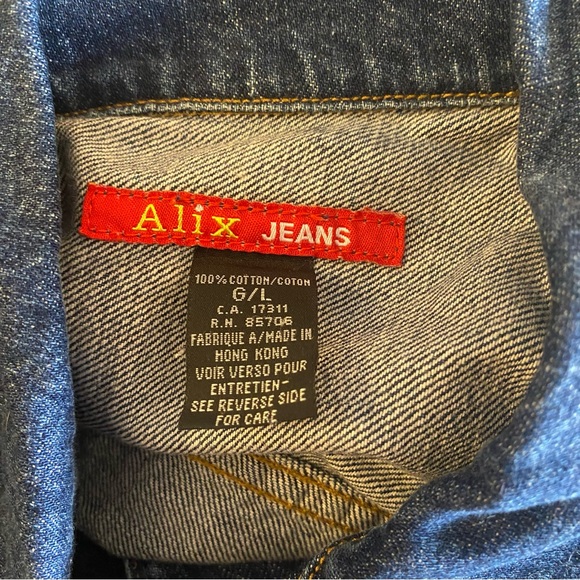 Alix JEANS
100% COTTON/COTON
G/L
C.A. 17311
R.N. 85706
FABRIQUE A/MADE IN
HONG KONG
VOIR VERSO POUR
ENTRETIEN-
SEE REVERSE SIDE
FOR CARE